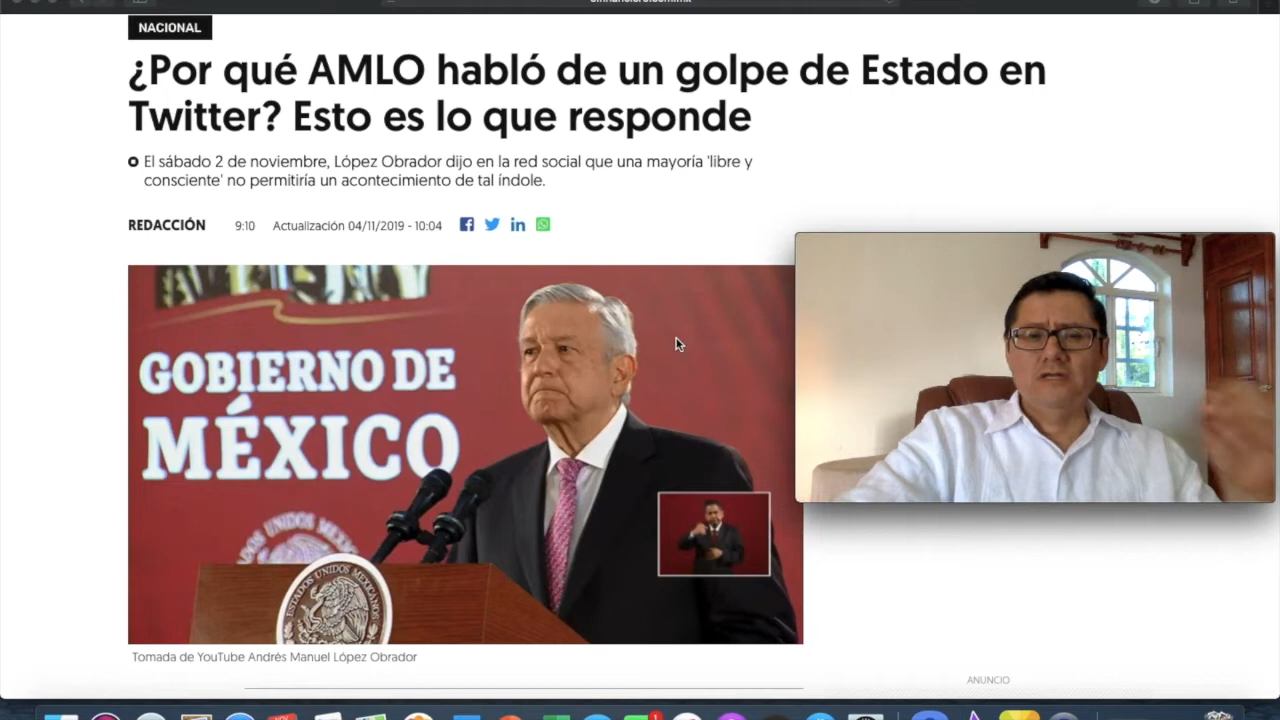 NACIONAL
¿Por qué AMLO habló de un golpe de Estado en
Twitter? Esto es lo que responde
El sábado 2 de noviembre, López Obrador dijo en la red social que una mayoría 'libre y
consciente' no permitiría un acontecimiento de tal índole.
REDACCIÓN 9:10 Actualización 04/11/2019 - 10:04
GOBIERNO DE
MÉXICO
ESTADOS UNIDOS MEXICANOS
Tomada de YouTube Andrés Manuel López Obrador
ANUNCIO